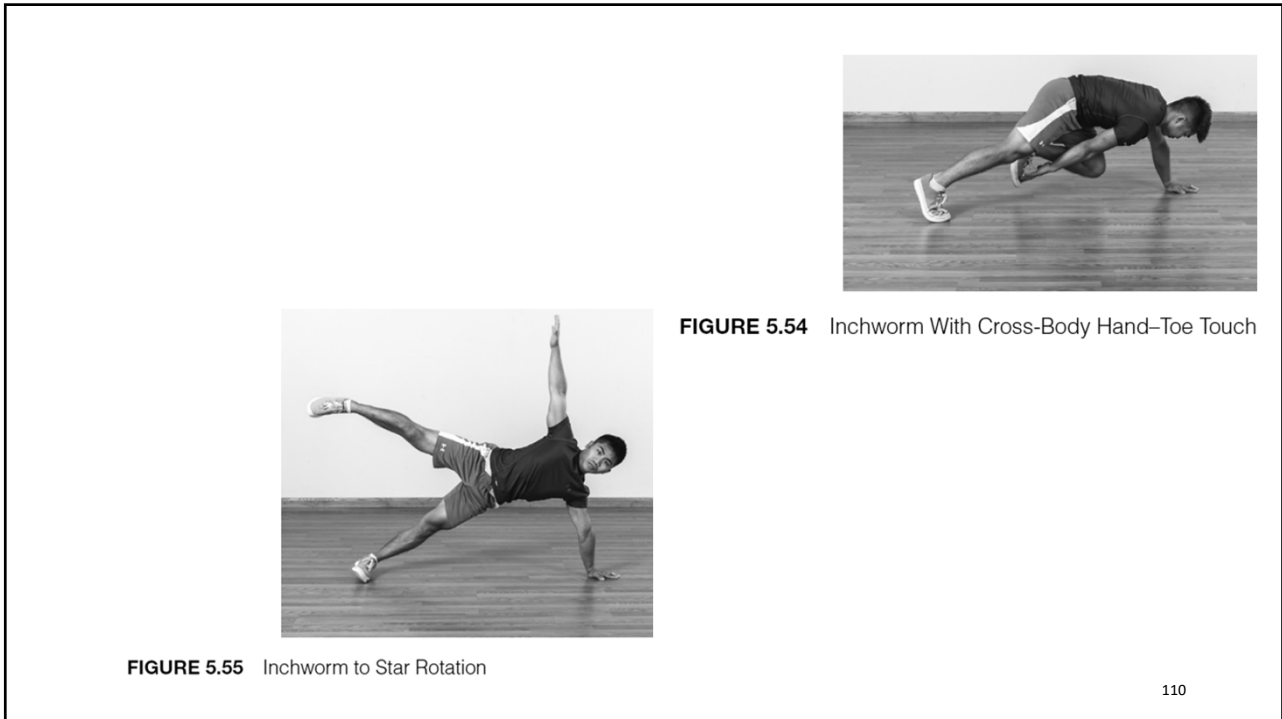 FIGURE 5.54 Inchworm With Cross-Body Hand–Toe Touch
FIGURE 5.55 Inchworm to Star Rotation
110